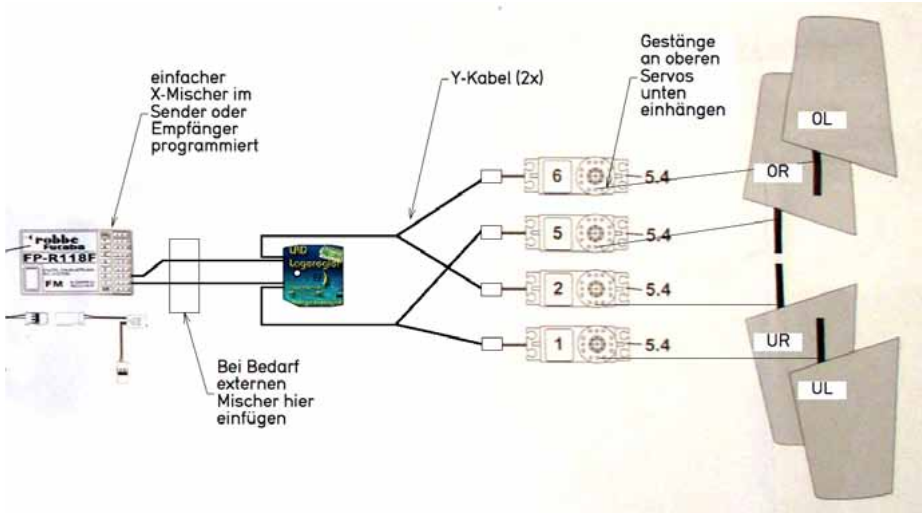 einfacher
X-Mischer im
Sender oder
Empfänger
programmiert
Y-Kabel (2x)
Gestänge
an oberen
Servos
unten
einhängen
OL
OR
6
5.4
5
5.4
2
5.4
1
5.4
UR
UL
robbe
Futaba
FP-R118F
FM
LRD
Lageregler
Bei Bedarf
externen
Mischer hier
einfügen